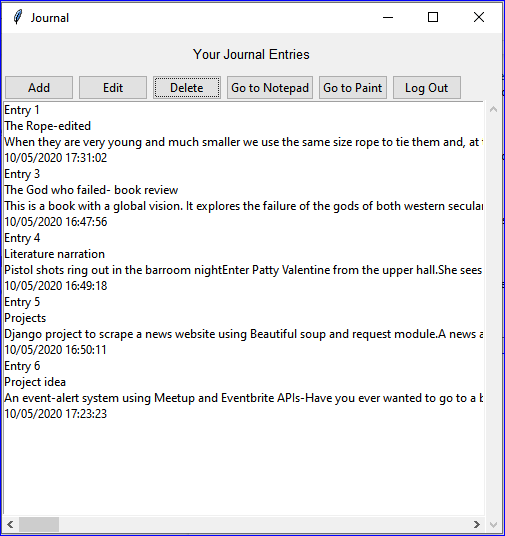 Journal
Your Journal Entries
Add Edit Delete Go to Notepad Go to Paint Log Out
Entry 1
The Rope-edited
When they are very young and much smaller we use the same size rope to tie them and, at
10/05/2020 17:31:02
Entry 3
The God who failed- book review
This is a book with a global vision. It explores the failure of the gods of both western secular
10/05/2020 16:47:56
Entry 4
Literature narration
Pistol shots ring out in the barroom nightEnter Patty Valentine from the upper hall.She sees
10/05/2020 16:49:18
Entry 5
Projects
Django project to scrape a news website using Beautiful soup and request module.A news a
10/05/2020 16:50:11
Entry 6
Project idea
An event-alert system using Meetup and Eventbrite APIs-Have you ever wanted to go to a b
10/05/2020 17:23:23